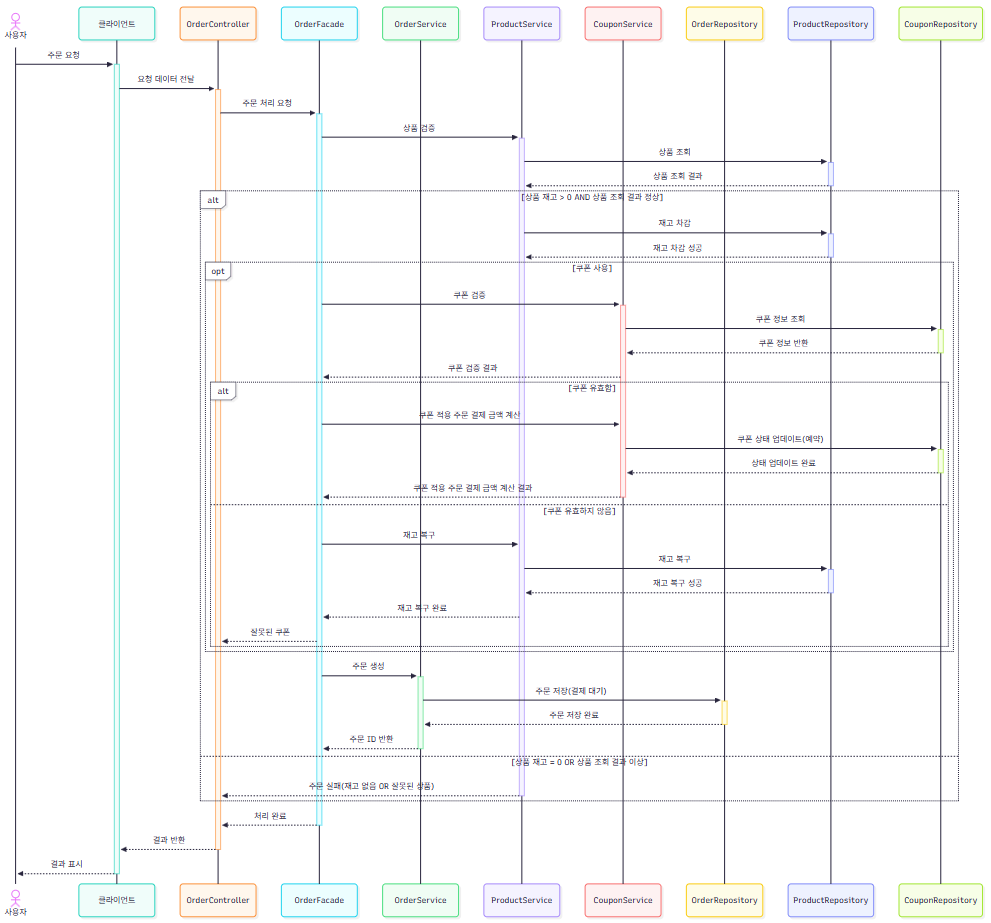 사용자
클라이언트
OrderController
OrderFacade
OrderService
ProductService
CouponService
OrderRepository
ProductRepository
CouponRepository
주문 요청
요청 데이터 전달
주문 처리 요청
상품 검증
상품 조회
상품 조회 결과
alt
[상품 재고 > 0 AND 상품 조회 결과 정상]
재고 차감
재고 차감 성공
opt
[쿠폰 사용]
쿠폰 검증
쿠폰 정보 조회
쿠폰 정보 반환
쿠폰 검증 결과
alt
[쿠폰 유효함]
쿠폰 적용 주문 결제 금액 계산
쿠폰 상태 업데이트(예약)
상태 업데이트 완료
쿠폰 적용 주문 결제 금액 계산 결과
[쿠폰 유효하지 않음]
재고 복구
재고 복구
재고 복구 성공
재고 복구 완료
잘못된 쿠폰
주문 생성
주문 저장(결제 대기)
주문 저장 완료
주문 ID 반환
[상품 재고 = 0 OR 상품 조회 결과 이상]
주문 실패(재고 없음 OR 잘못된 상품)
처리 완료
결과 반환
결과 표시
사용자
클라이언트
OrderController
OrderFacade
OrderService
ProductService
CouponService
OrderRepository
ProductRepository
CouponRepository